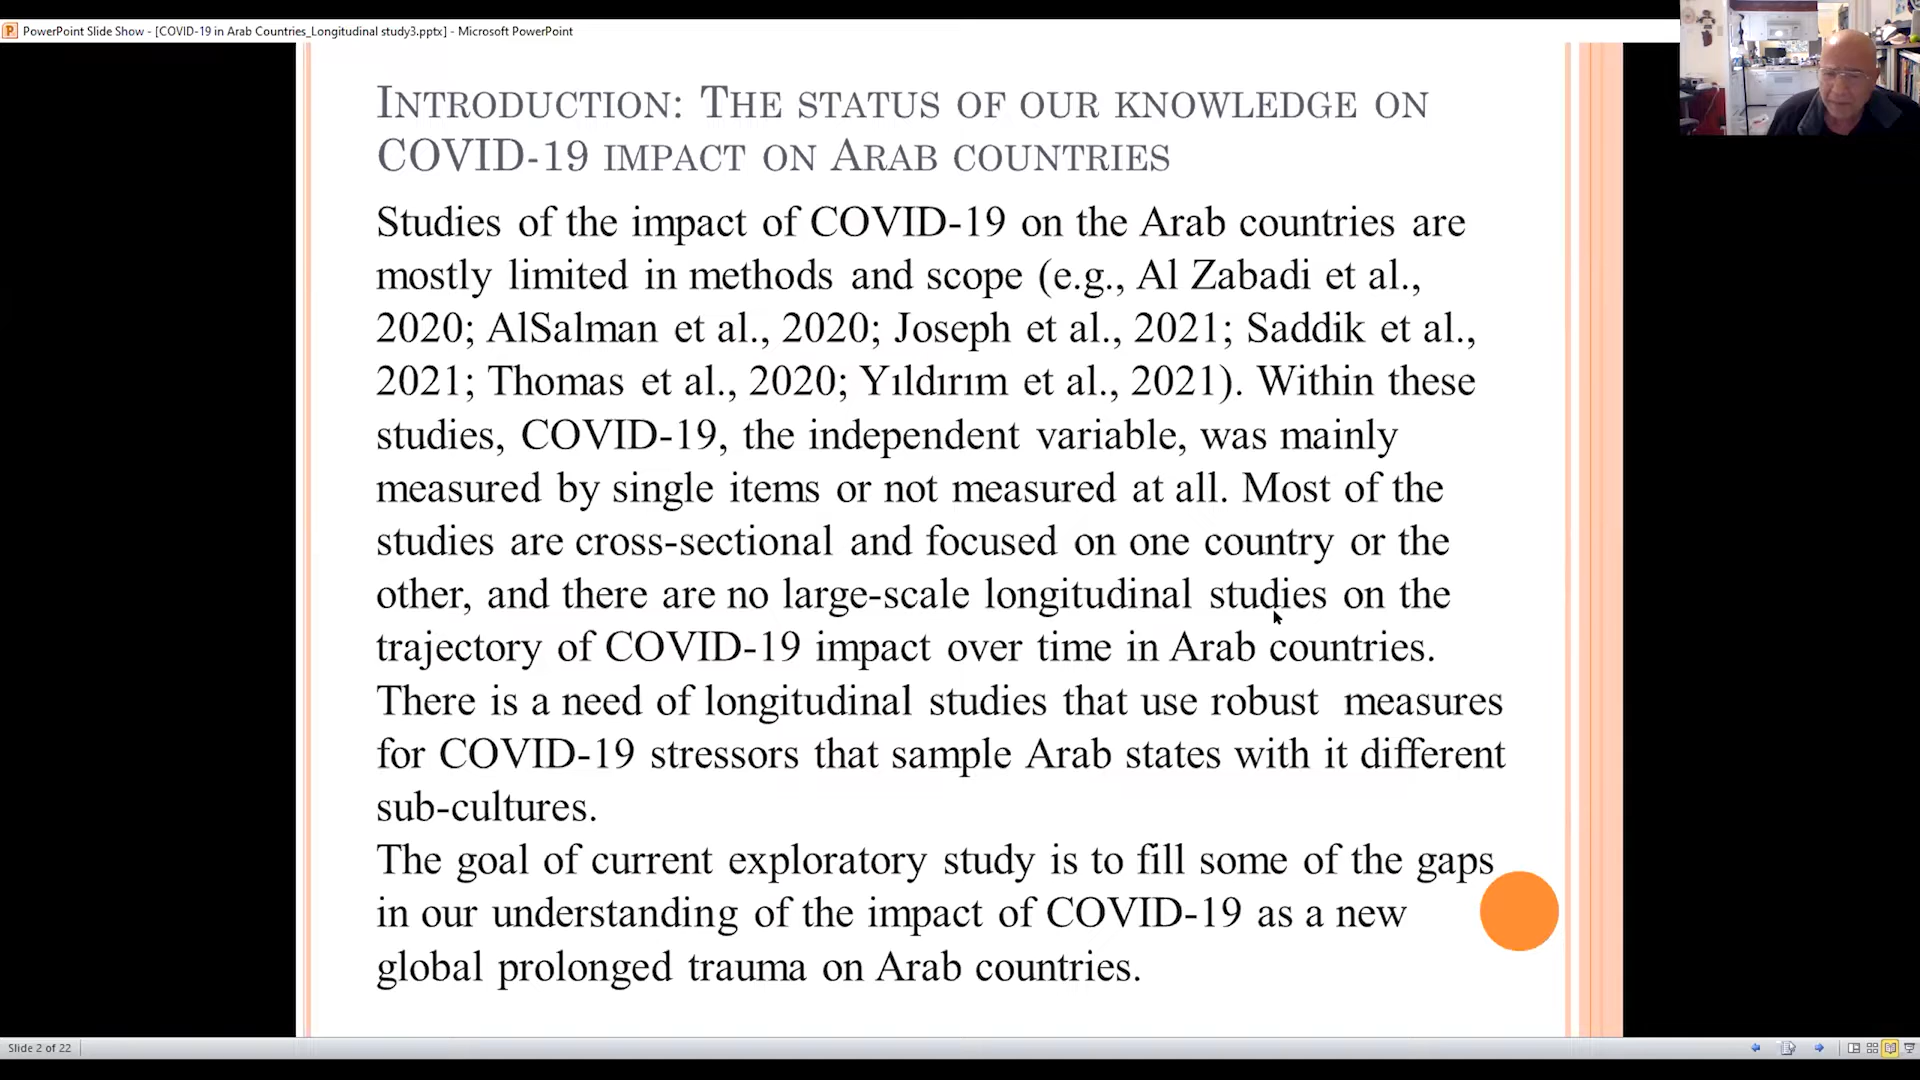 PowerPoint Slide Show - [COVID-19 in Arab Countries_Longitudinal study3.pptx] - Microsoft PowerPoint
INTRODUCTION: THE STATUS OF OUR KNOWLEDGE ON
COVID-19 IMPACT ON ARAB COUNTRIES
Studies of the impact of COVID-19 on the Arab countries are
mostly limited in methods and scope (e.g., Al Zabadi et al.,
2020; AlSalman et al., 2020; Joseph et al., 2021; Saddik et al.,
2021; Thomas et al., 2020; Yıldırım et al., 2021). Within these
studies, COVID-19, the independent variable, was mainly
measured by single items or not measured at all. Most of the
studies are cross-sectional and focused on one country or the
other, and there are no large-scale longitudinal studies on the
trajectory of COVID-19 impact over time in Arab countries.
There is a need of longitudinal studies that use robust measures
for COVID-19 stressors that sample Arab states with it different
sub-cultures.
The goal of current exploratory study is to fill some of the gaps
in our understanding of the impact of COVID-19 as a new
global prolonged trauma on Arab countries.
Slide 2 of 22